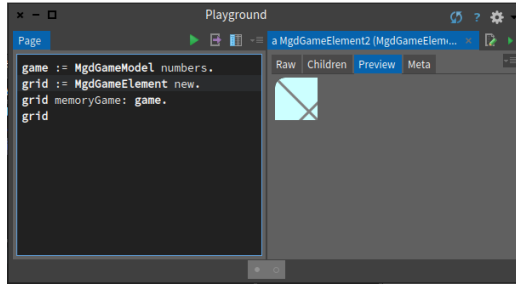 Playground
?
Page
a MgdGameElement2 (MgdGameElem...
Raw Children Preview Meta
game := MgdGameModel numbers.
grid := MgdGameElement new.
grid memoryGame: game.
grid